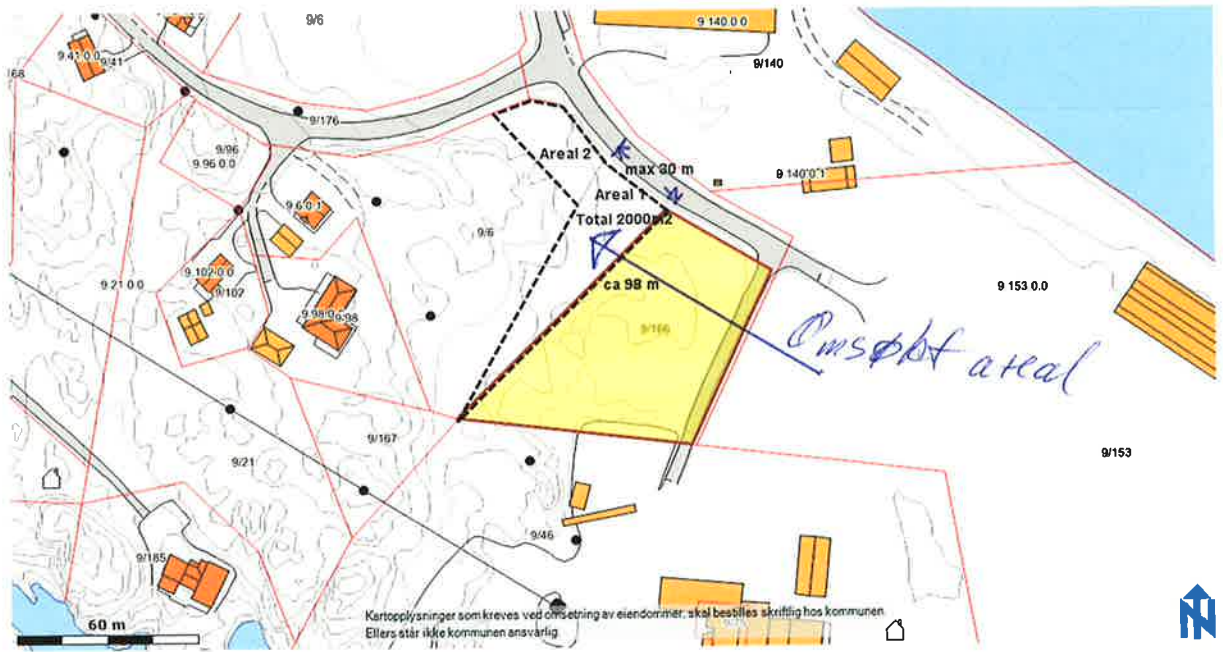 9/6
9 140.0.0
9.41 0.0
9/41
9/140
168
9/176
9/96
9 96 0.0
Areal 2
max 30 m
9 140'0.1
9 6 0.1
Areal 1
Total 2000m2
9/6
9.102 0.0
9/102
9 21 0.0
ca 98 m
9 153 0.0
9.98
9/166
Omsøkt areal
9/167
9/153
9/21
9/46
9/185
Kartopplysninger som kreves ved omsetning av eiendommer, skal bestilles skriftlig hos kommunen.
Ellers står ikke kommunen ansvarlig.
60 m